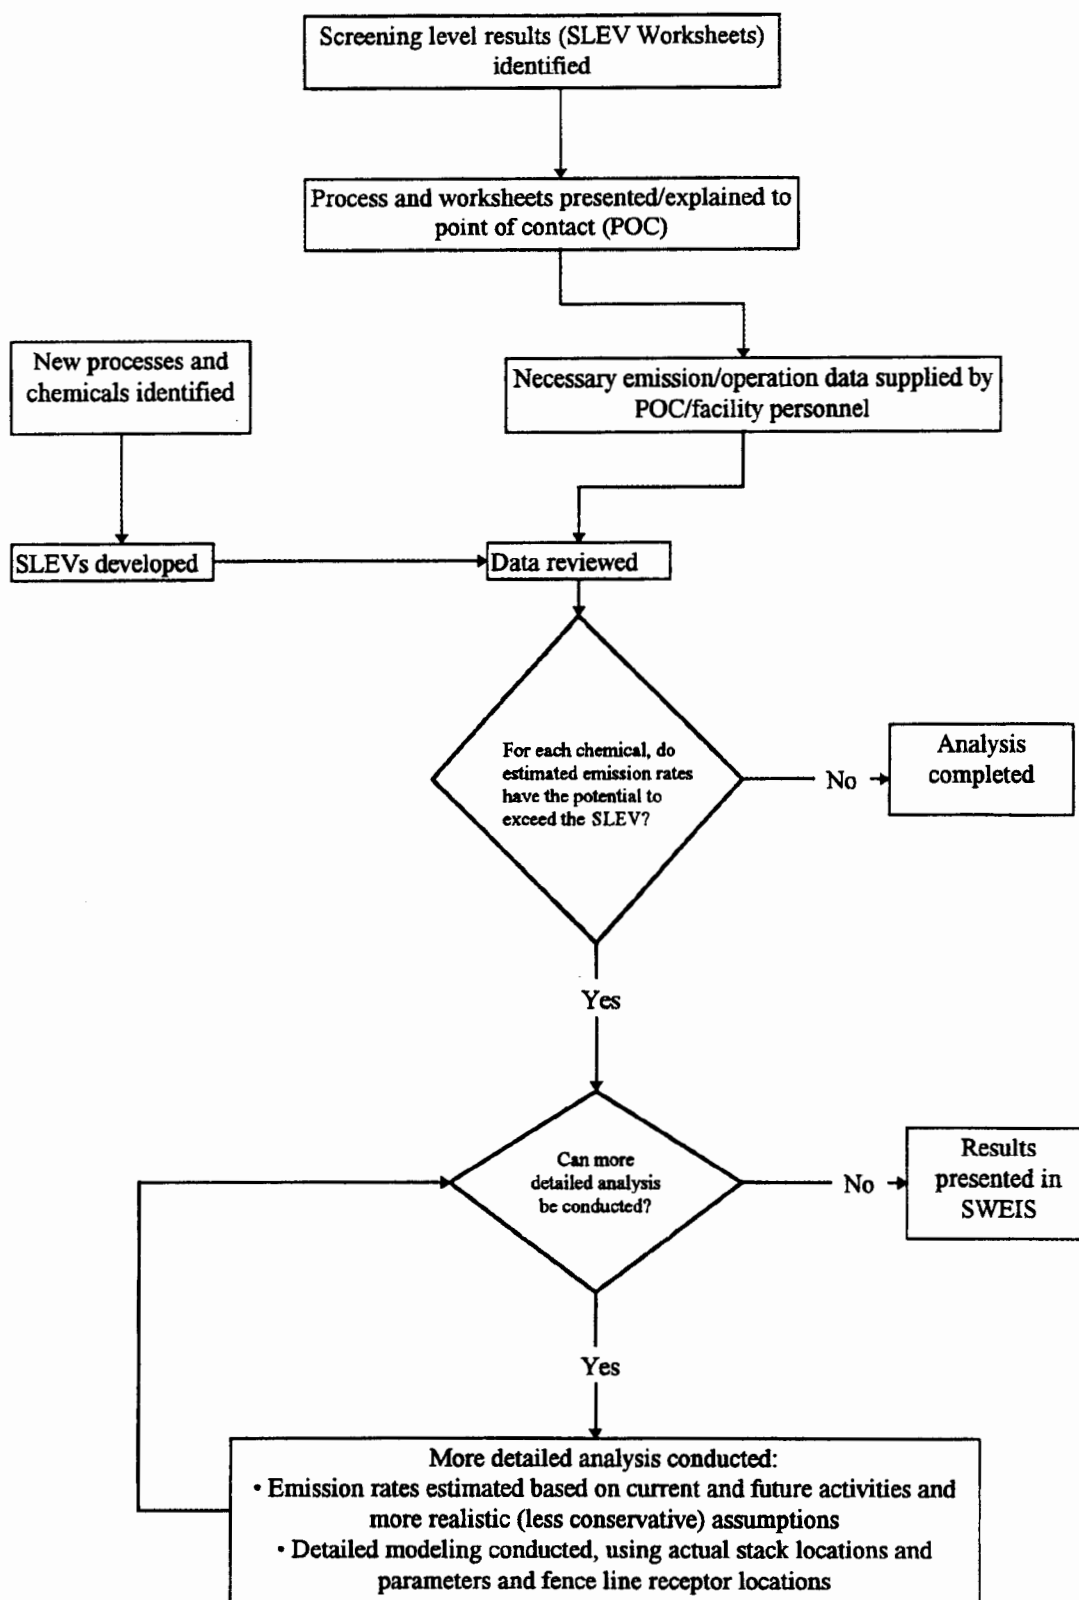 Screening level results (SLEV Worksheets)
identified
Process and worksheets presented/explained to
point of contact (POC)
New processes and
chemicals identified
Necessary emission/operation data supplied by
POC/facility personnel
SLEVs developed
Data reviewed
For each chemical, do
estimated emission rates
have the potential to
exceed the SLEV?
No
Analysis
completed
Yes
Can more
detailed analysis
be conducted?
No
Results
presented in
SWEIS
Yes
More detailed analysis conducted:
• Emission rates estimated based on current and future activities and
more realistic (less conservative) assumptions
• Detailed modeling conducted, using actual stack locations and
parameters and fence line receptor locations